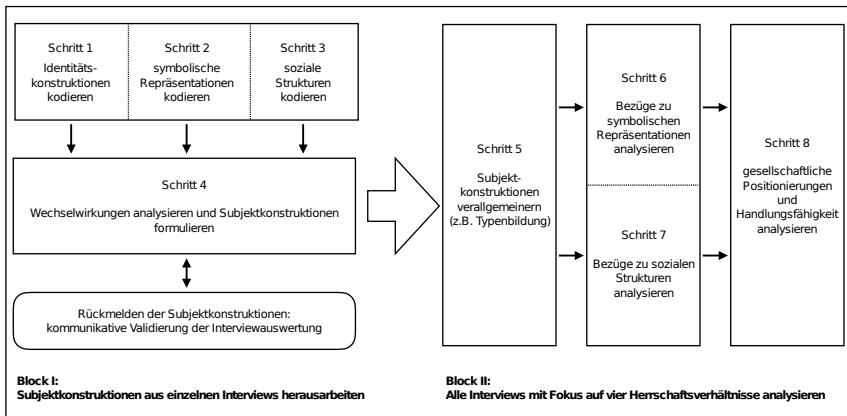 Schritt 1
Identitäts-
konstruktionen
kodieren
Schritt 2
symbolische
Repräsentationen
kodieren
Schritt 3
soziale
Strukturen
kodieren
Schritt 4
Wechselwirkungen analysieren und Subjektkonstruktionen
formulieren
Rückmelden der Subjektkonstruktionen:
kommunikative Validierung der Interviewauswertung
Block I:
Subjektkonstruktionen aus einzelnen Interviews herausarbeiten
Schritt 5
Subjekt-
konstruktionen
verallgemeinern
(z.B. Typenbildung)
Schritt 6
Bezüge zu
symbolischen
Repräsentationen
analysieren
Schritt 7
Bezüge zu sozialen
Strukturen
analysieren
Schritt 8
gesellschaftliche
Positionierungen
und
Handlungsfähigkeit
analysieren
Block II:
Alle Interviews mit Fokus auf vier Herrschaftsverhältnisse analysieren